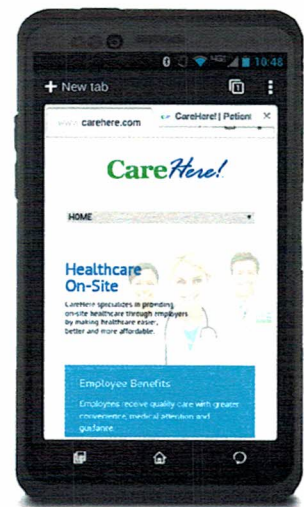 10:48
New tab
1
www.carehere.com
CareHere! | Patient
CareHere!
HOME
Healthcare
On-Site
CareHere specializes in providing
on-site healthcare through employers
by making healthcare easier,
better and more affordable.
Employee Benefits
Employees receive quality care with greater
convenience, medical attention and
guidance.